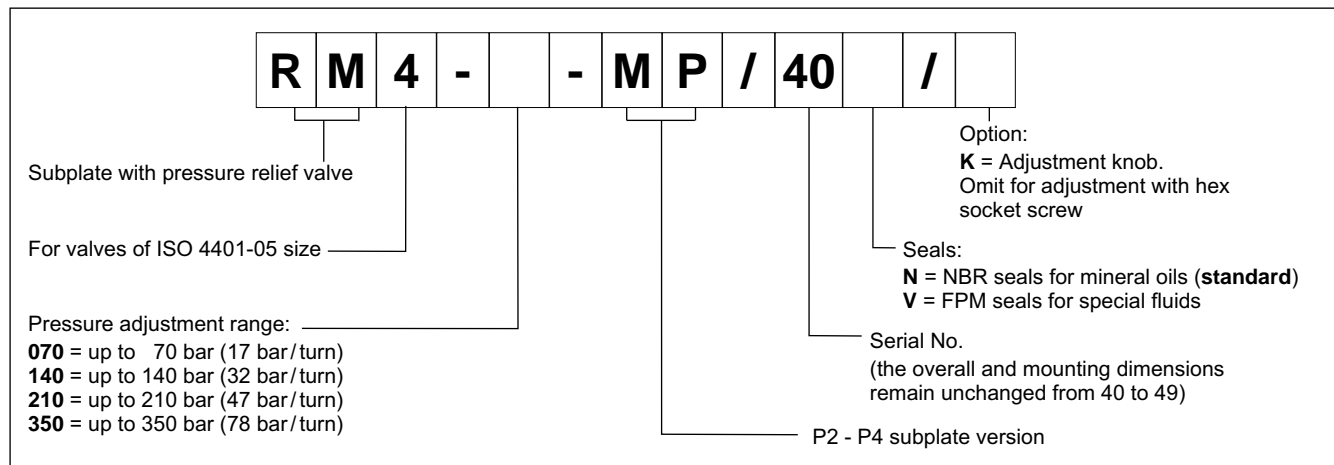 RM4- -MP/40 /
Subplate with pressure relief valve
For valves of ISO 4401-05 size
Pressure adjustment range:
070 = up to 70 bar (17 bar/turn)
140 = up to 140 bar (32 bar/turn)
210 = up to 210 bar (47 bar/turn)
350 = up to 350 bar (78 bar/turn)
Option:
K = Adjustment knob.
Omit for adjustment with hex
socket screw
Seals:
N = NBR seals for mineral oils (standard)
V = FPM seals for special fluids
Serial No.
(the overall and mounting dimensions
remain unchanged from 40 to 49)
P2 - P4 subplate version